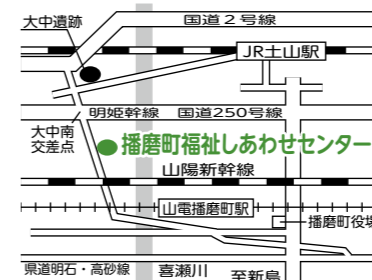 大中遺跡
国道2号線
JR土山駅
明姫幹線 国道250号線
大中南
交差点
播磨町福祉しあわせセンター
山陽新幹線
山電播磨町駅
播磨町役場
県道明石・高砂線
喜瀬川
至新島